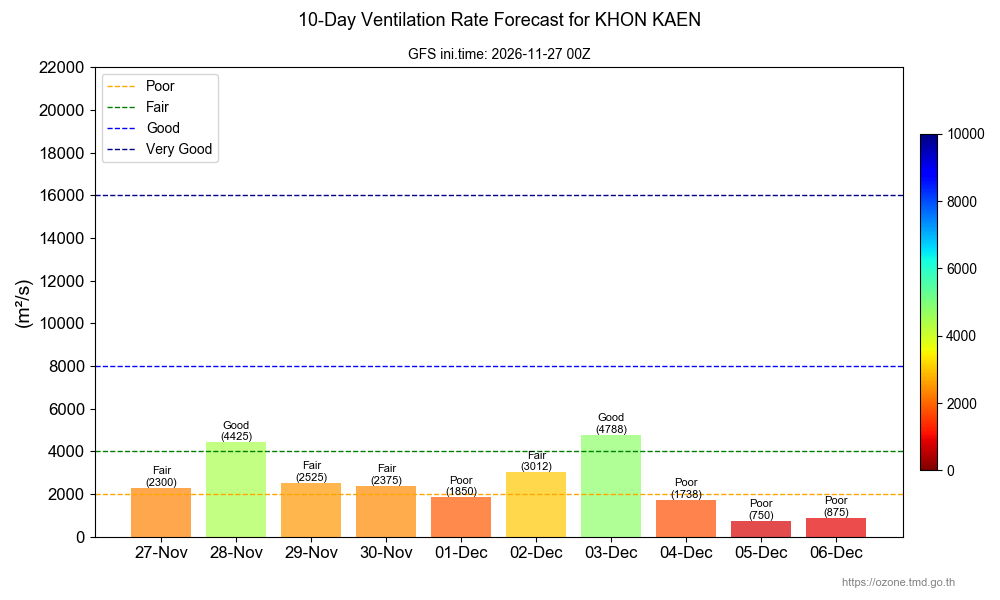 10-Day Ventilation Rate Forecast for KHON KAEN
GFS ini.time: 2026-11-27 00Z
22000
20000
18000
16000
14000
12000
10000
8000
6000
4000
2000
0
(m²/s)
Poor
Fair
Good
Very Good
Fair
(2300)
Good
(4425)
Fair
(2525)
Fair
(2375)
Poor
(1850)
Fair
(3012)
Good
(4788)
Poor
(1738)
Poor
(750)
Poor
(875)
27-Nov
28-Nov
29-Nov
30-Nov
01-Dec
02-Dec
03-Dec
04-Dec
05-Dec
06-Dec
10000
8000
6000
4000
2000
0
https://ozone.tmd.go.th